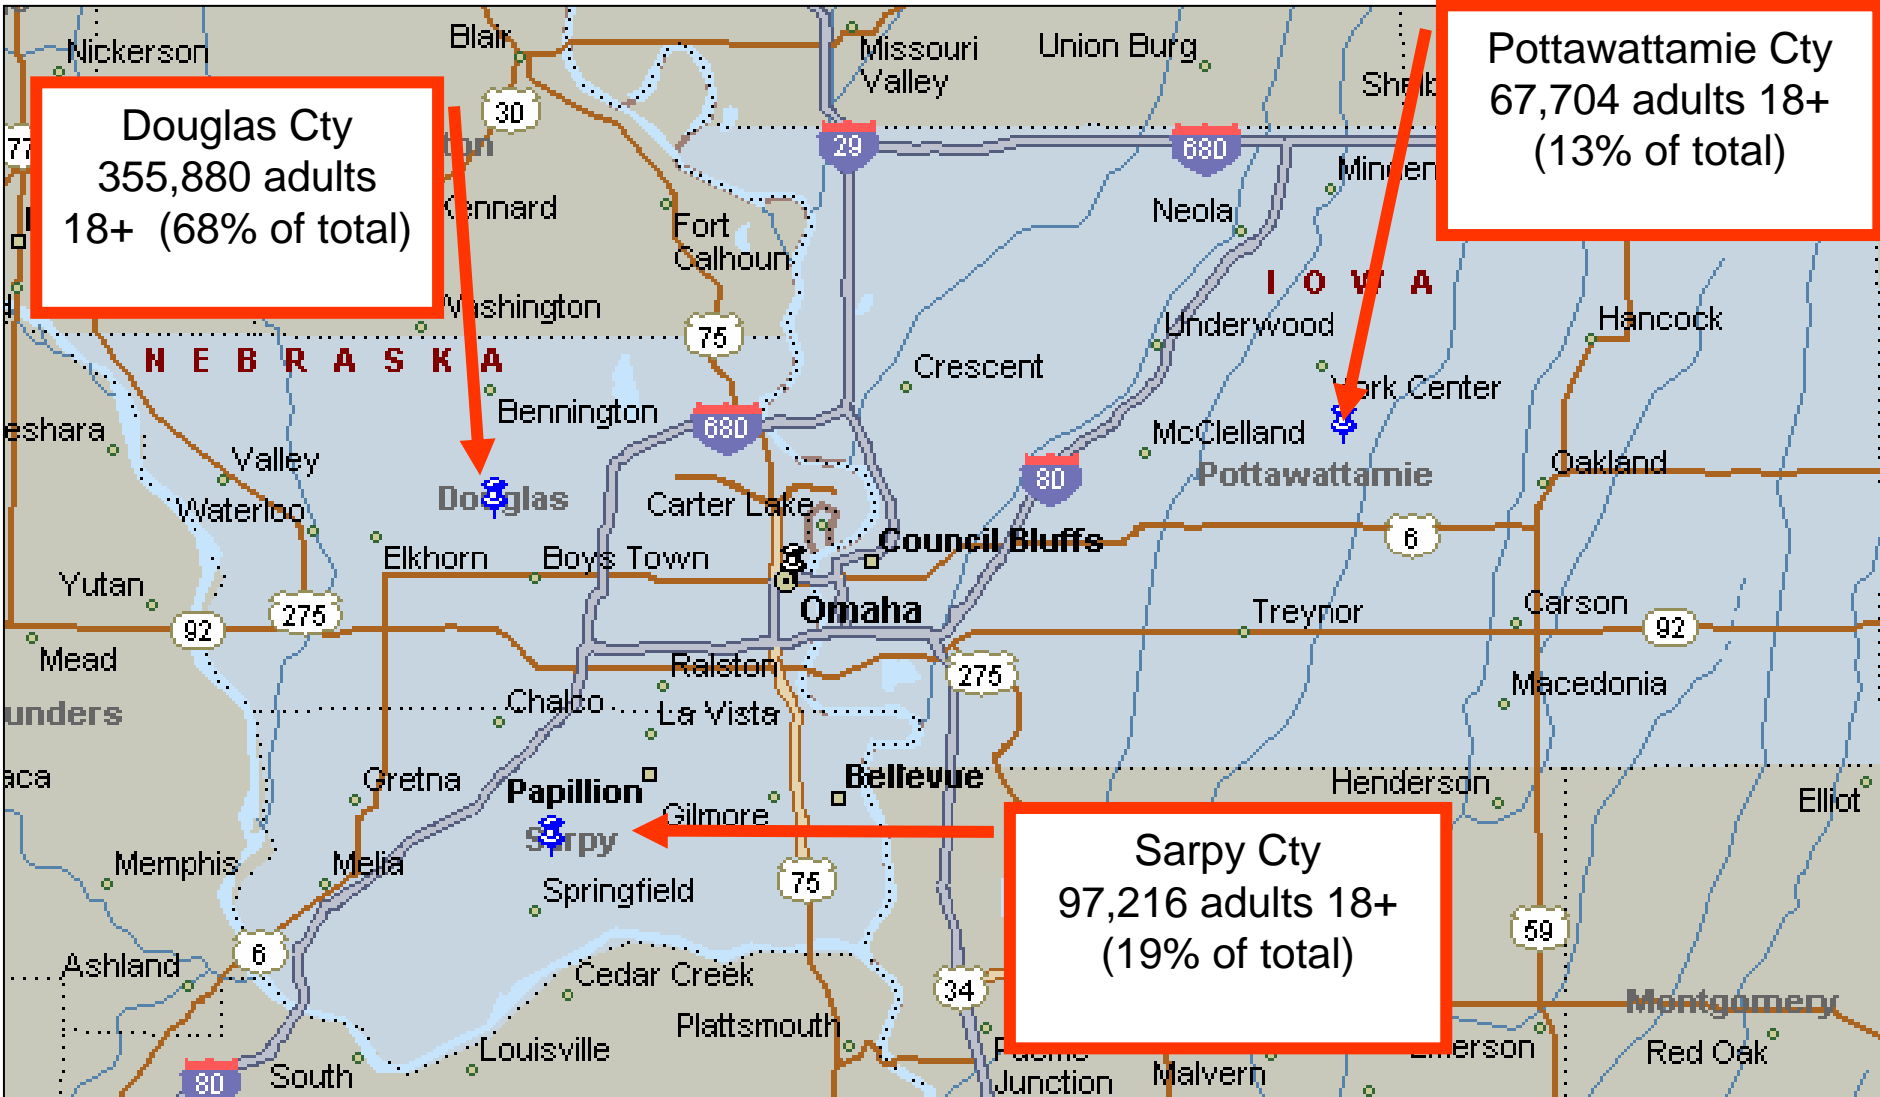 Nickerson
Blair
Missouri
Valley
Union Burg
Pottawattamie Cty
67,704 adults 18+
(13% of total)
Douglas Cty
355,880 adults
18+ (68% of total)
30
29
680
Neola
Fort
Calhoun
Washington
I O W A
75
Underwood
Hancock
N E B R A S K A
Crescent
York Center
Bennington
680
McClelland
Valley
80
Pottawattamie
Oakland
Douglas
Carter Lake
Waterloo
6
Council Bluffs
Elkhorn
Boys Town
Yutan
275
Omaha
Treynor
Carson
92
92
Mead
Ralston
275
Macedonia
Chalco
La Vista
Gretna
Papillion
Bellevue
Henderson
Elliot
Gilmore
Sarpy
Sarpy Cty
97,216 adults 18+
(19% of total)
Memphis
Melia
75
Springfield
59
6
Ashland
Cedar Creek
34
Montgomery
Plattsmouth
Louisville
Red Oak
80
South
Junction
Malvern